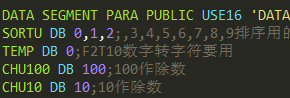 DATA SEGMENT PARA PUBLIC USE16 'DATA
SORTU DB 0,1,2;,3,4,5,6,7,8,9排序用的
TEMP DB 0;F2T10数字转字符要用
CHU100 DB 100;100作除数
CHU10 DB 10;10作除数